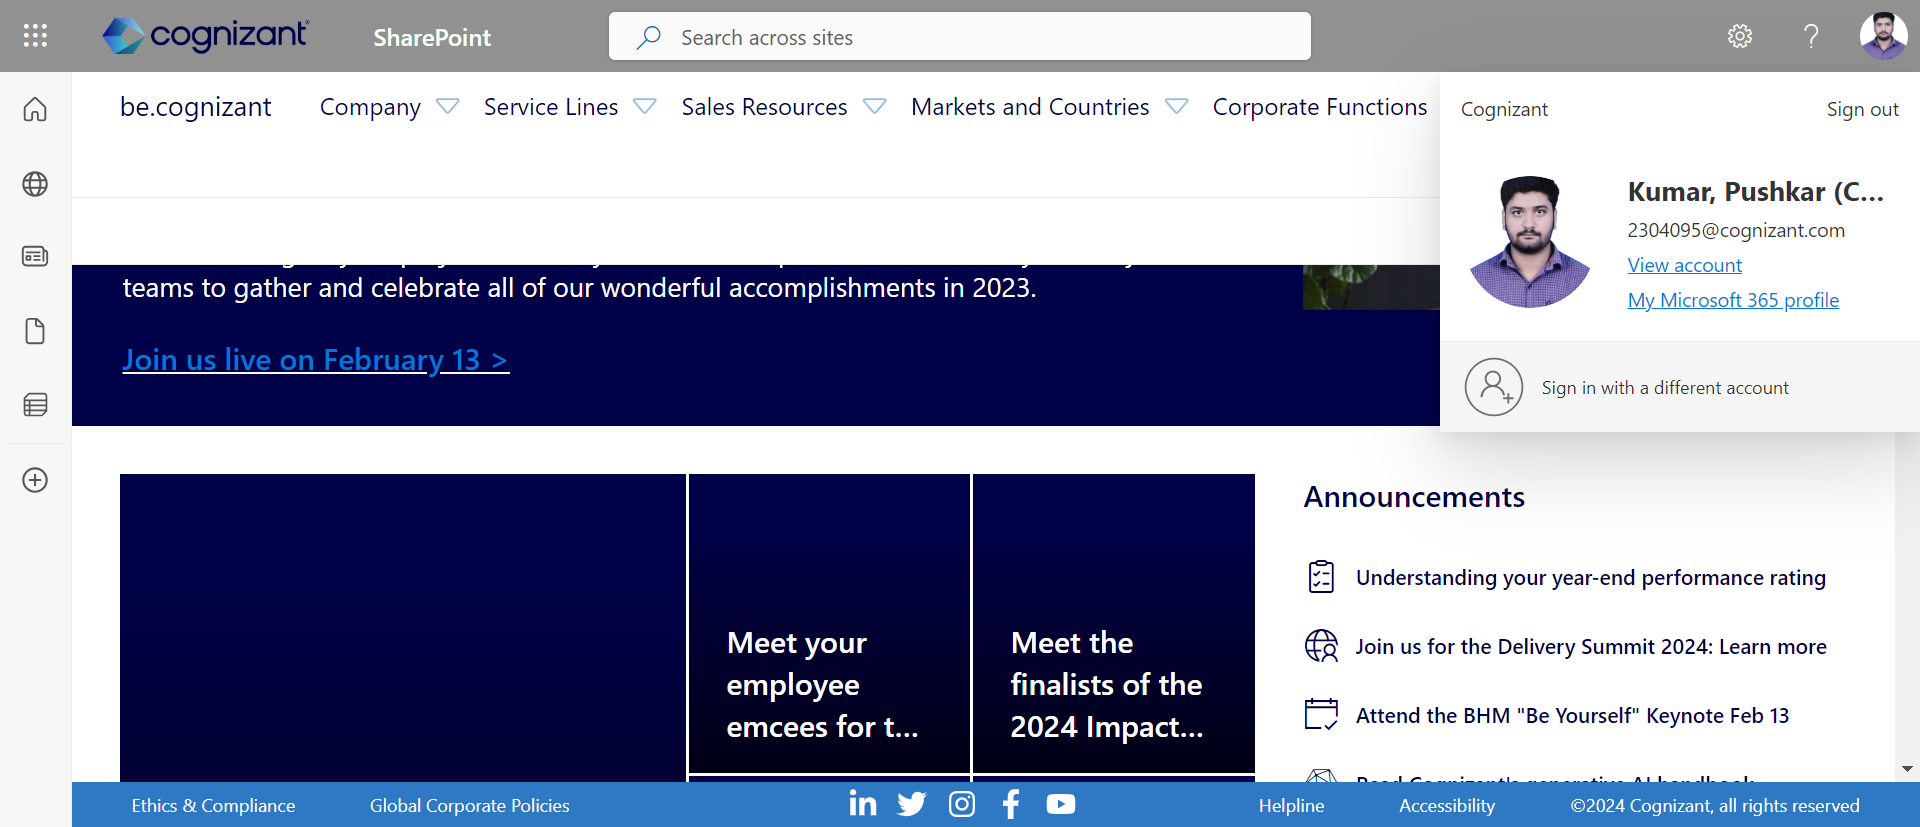 cognizant
SharePoint
Search across sites
be.cognizant
Company
Service Lines
Sales Resources
Markets and Countries
Corporate Functions
Cognizant
Sign out
Kumar, Pushkar (C...
2304095@cognizant.com
View account
My Microsoft 365 profile
Sign in with a different account
teams to gather and celebrate all of our wonderful accomplishments in 2023.
Join us live on February 13 >
Meet your
employee
emcees for t...
Meet the
finalists of the
2024 Impact...
Announcements
Understanding your year-end performance rating
Join us for the Delivery Summit 2024: Learn more
Attend the BHM "Be Yourself" Keynote Feb 13
Read Cognizant's generative AI handbook
Ethics & Compliance
Global Corporate Policies
Helpline
Accessibility
©2024 Cognizant, all rights reserved